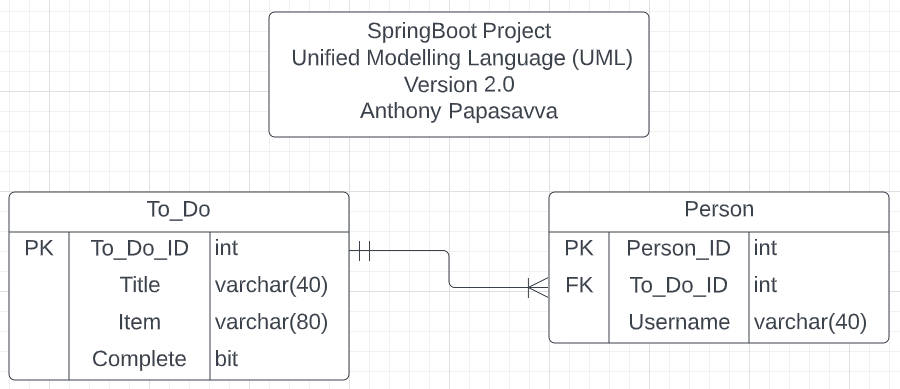 SpringBoot Project
Unified Modelling Language (UML)
Version 2.0
Anthony Papasavva
To_Do
PK To_Do_ID int
Title varchar(40)
Item varchar(80)
Complete bit
Person
PK Person_ID int
FK To_Do_ID int
Username varchar(40)